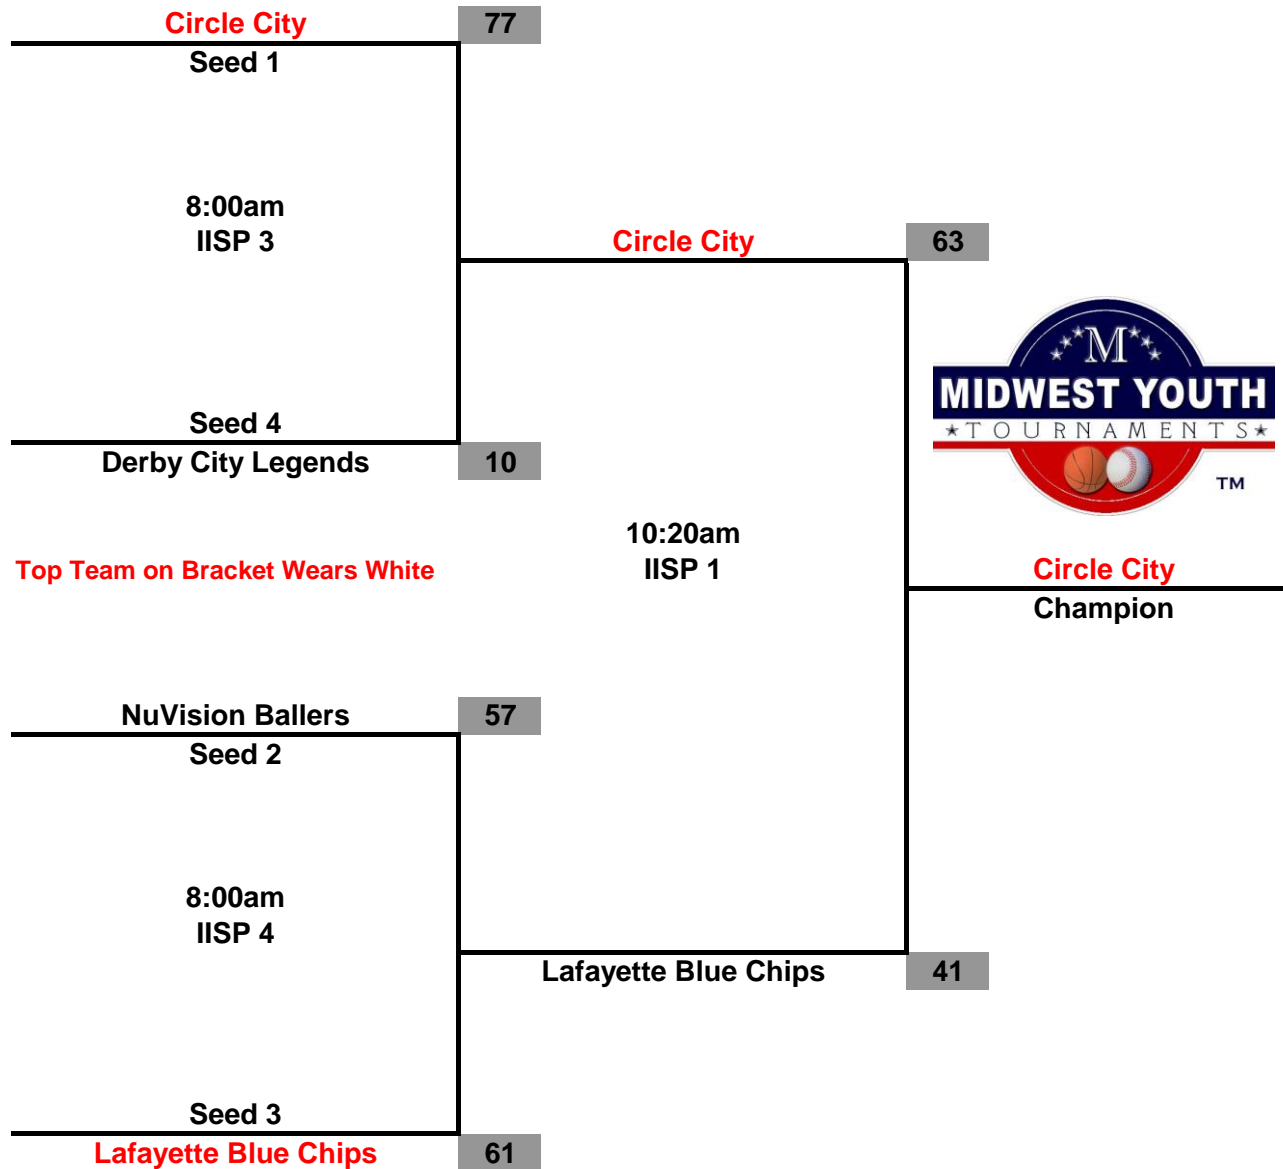 Circle City 77
Seed 1
8:00am
IISP 3
Circle City 63
M
MIDWEST YOUTH
★TOURNAMENTS★
TM
Seed 4
Derby City Legends 10
10:20am
Top Team on Bracket Wears White
IISP 1
Circle City
Champion
NuVision Ballers 57
Seed 2
8:00am
IISP 4
Lafayette Blue Chips 41
Seed 3
Lafayette Blue Chips 61